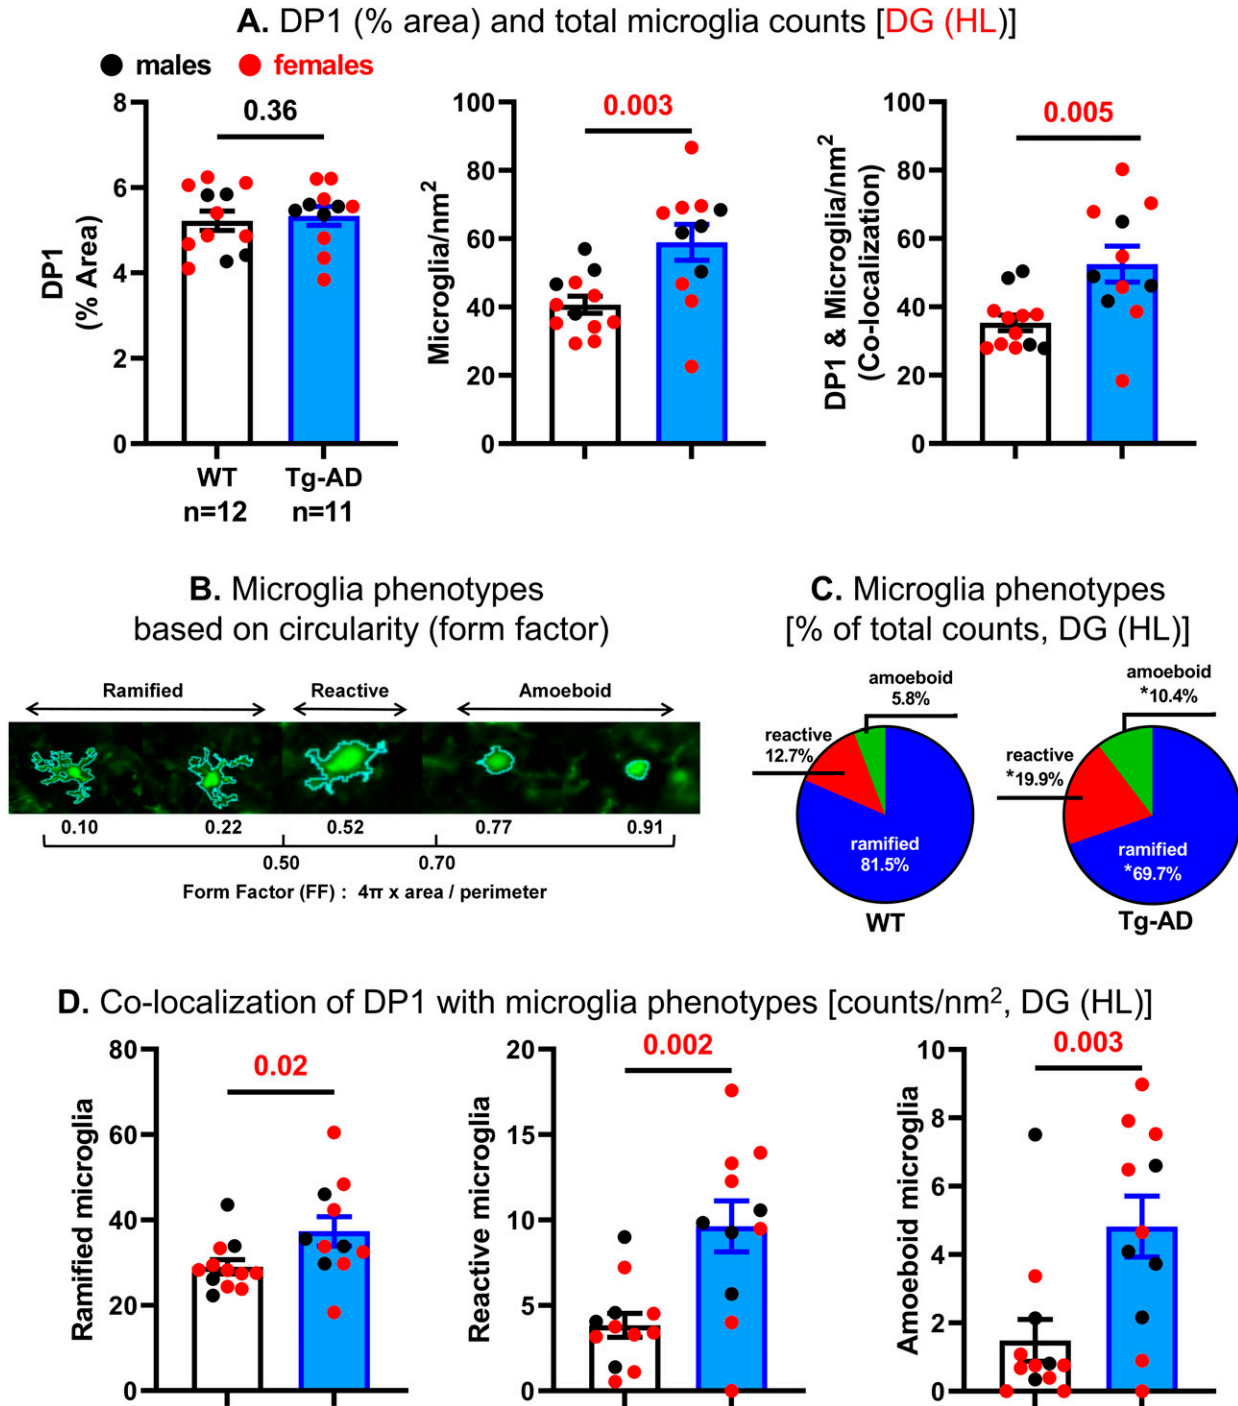 A. DP1 (% area) and total microglia counts [DG (HL)]
males females
8
6
4
2
0
DP1
(% Area)
0.36
WT
n=12
Tg-AD
n=11
100
80
60
40
20
0
Microglia/nm²
0.003
100
80
60
40
20
0
DP1 & Microglia/nm²
(Co-localization)
0.005
B. Microglia phenotypes
based on circularity (form factor)
Ramified Reactive Amoeboid
0.10 0.22 0.52 0.77 0.91
0.50 0.70
Form Factor (FF) : 4π x area / perimeter
C. Microglia phenotypes
[% of total counts, DG (HL)]
amoeboid
5.8%
reactive
12.7%
ramified
81.5%
WT
amoeboid
*10.4%
reactive
*19.9%
ramified
*69.7%
Tg-AD
D. Co-localization of DP1 with microglia phenotypes [counts/nm², DG (HL)]
80
60
40
20
0
Ramified microglia
0.02
20
15
10
5
0
Reactive microglia
0.002
10
8
6
4
2
0
Amoeboid microglia
0.003